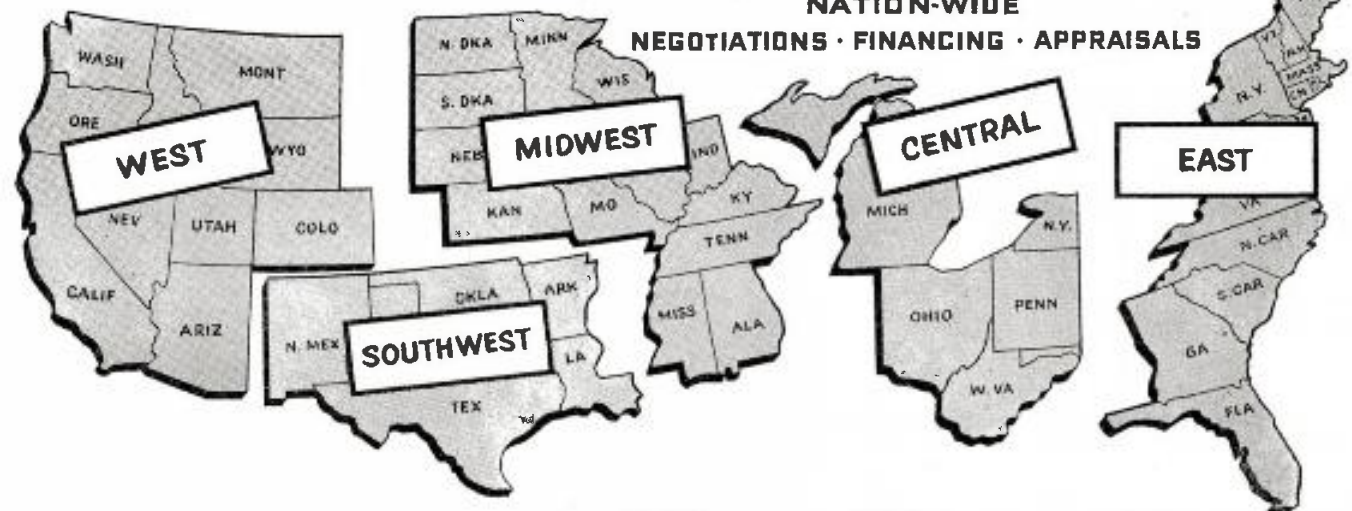 NATION-WIDE
NEGOTIATIONS · FINANCING · APPRAISALS
WEST
WASH
MONT
ORE
WYO
NEV
UTAH
COLO
CALIF
ARIZ
MIDWEST
N. DKA
MINN
WIS
S. DKA
NEB
IND
KAN
MO
KY
TENN
MISS
ALA
SOUTHWEST
OKLA
ARK
N. MEX
LA
TEX
CENTRAL
MICH
N.Y.
OHIO
PENN
W. VA
EAST
VT.
N.H.
MASS
N.Y.
CN
R.I.
VA
N. CAR
S. CAR
GA
FLA